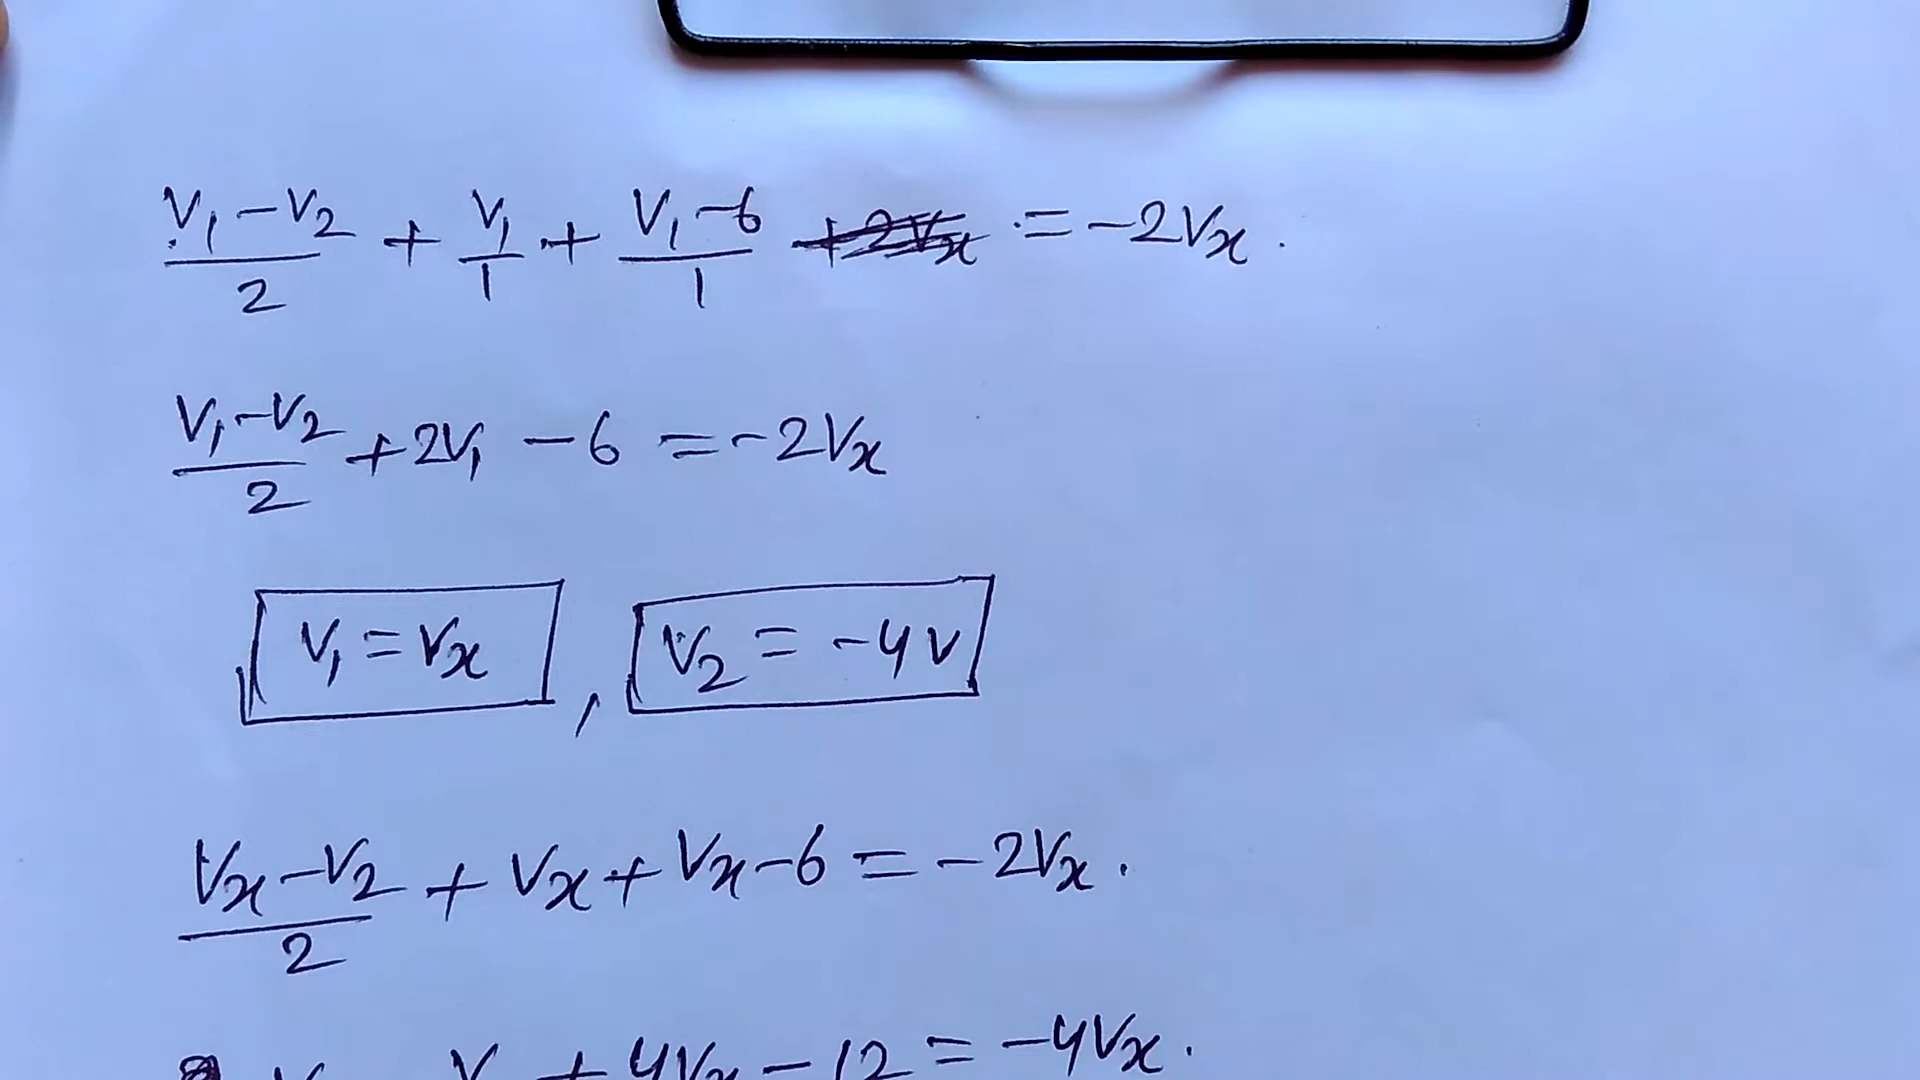 (V₁ - V₂)/2 + V₁/1 + (V₁ - 6)/1 = -2Vx.
(V₁ - V₂)/2 + 2V₁ - 6 = -2Vx
V₁ = Vx , V₂ = -4V
(Vx - V₂)/2 + Vx + Vx - 6 = -2Vx.
+ 4Vx - 12 = -4Vx.